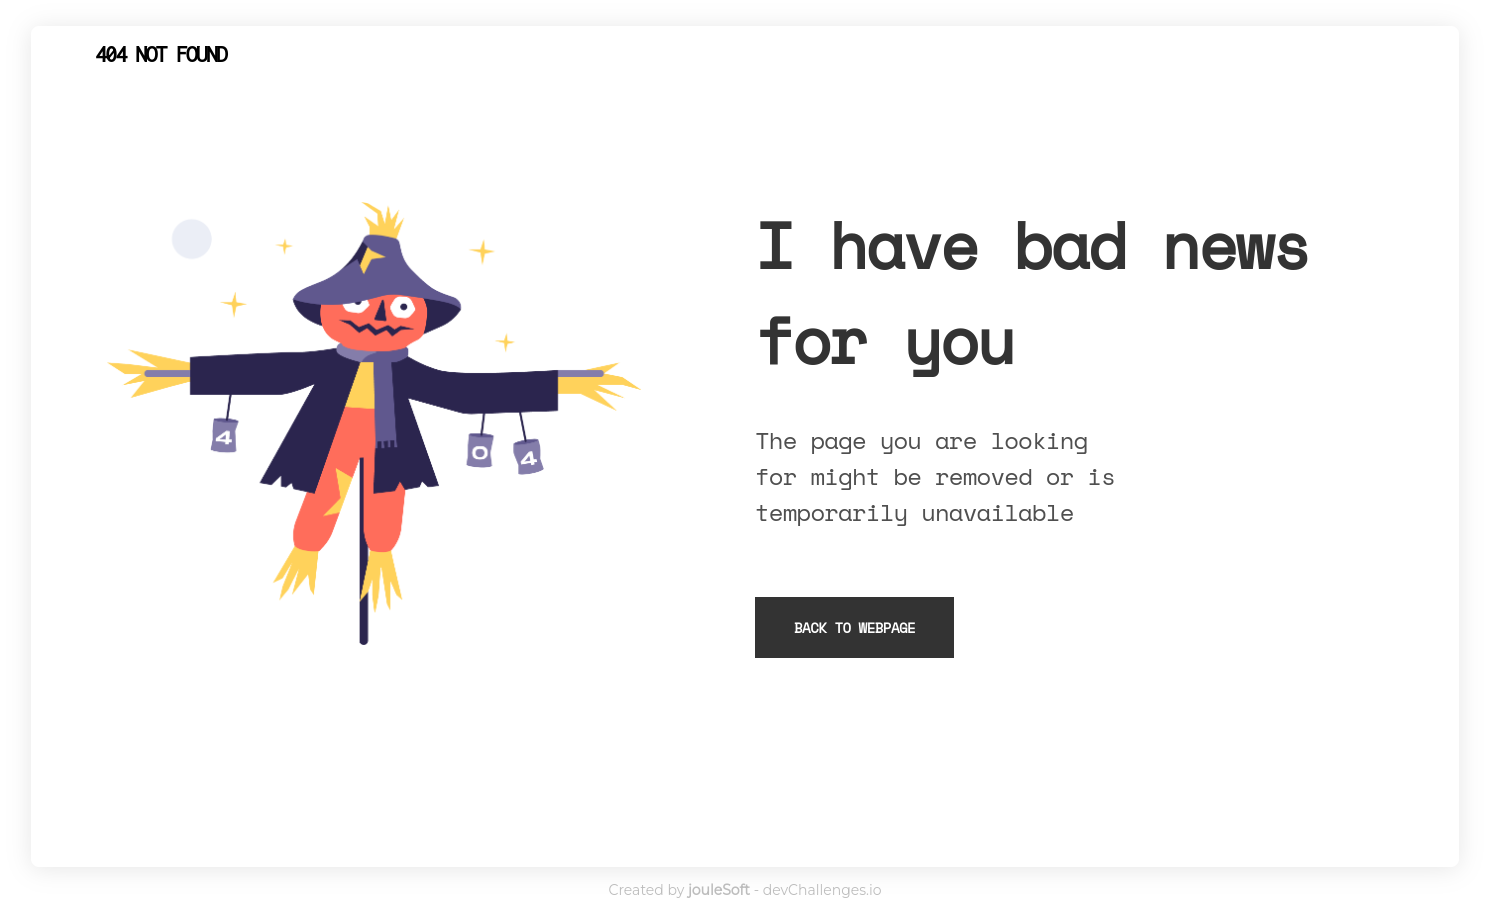 404 NOT FOUND
4
0
4
I have bad news
for you
The page you are looking
for might be removed or is
temporarily unavailable
BACK TO WEBPAGE
Created by jouleSoft - devChallenges.io